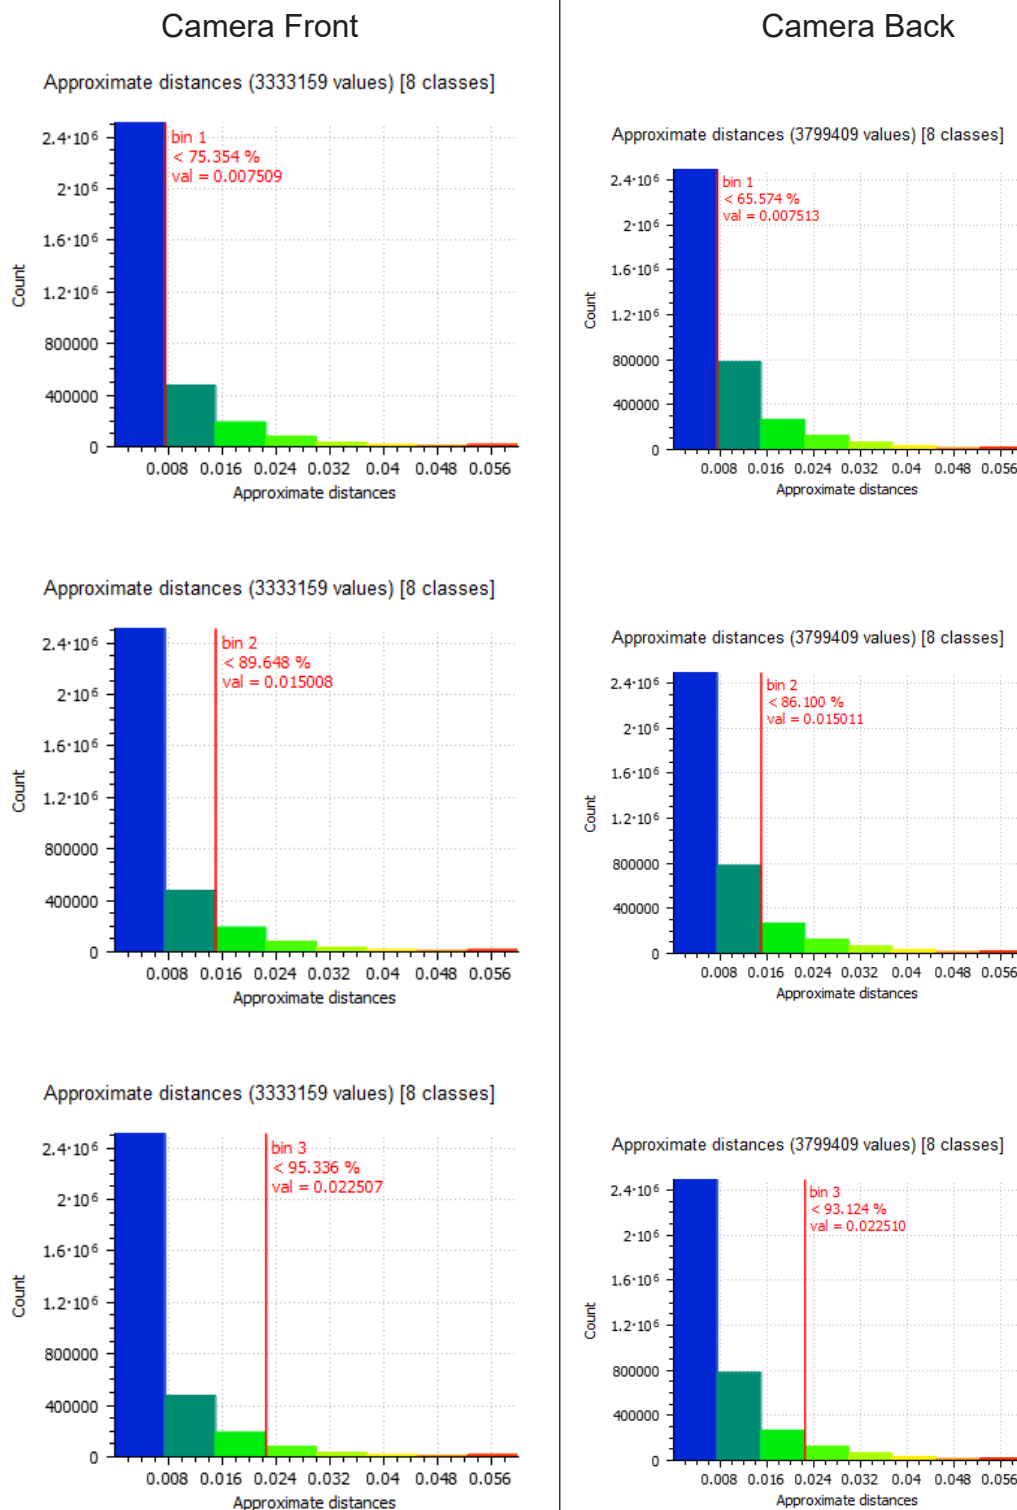 Camera Front
Camera Back
Approximate distances (3333159 values) [8 classes]
2.4·10⁶
2·10⁶
1.6·10⁶
1.2·10⁶
800000
400000
0
Count
bin 1
< 75.354 %
val = 0.007509
0.008 0.016 0.024 0.032 0.04 0.048 0.056
Approximate distances
Approximate distances (3799409 values) [8 classes]
2.4·10⁶
2·10⁶
1.6·10⁶
1.2·10⁶
800000
400000
0
Count
bin 1
< 65.574 %
val = 0.007513
0.008 0.016 0.024 0.032 0.04 0.048 0.056
Approximate distances
Approximate distances (3333159 values) [8 classes]
2.4·10⁶
2·10⁶
1.6·10⁶
1.2·10⁶
800000
400000
0
Count
bin 2
< 89.648 %
val = 0.015008
0.008 0.016 0.024 0.032 0.04 0.048 0.056
Approximate distances
Approximate distances (3799409 values) [8 classes]
2.4·10⁶
2·10⁶
1.6·10⁶
1.2·10⁶
800000
400000
0
Count
bin 2
< 86.100 %
val = 0.015011
0.008 0.016 0.024 0.032 0.04 0.048 0.056
Approximate distances
Approximate distances (3333159 values) [8 classes]
2.4·10⁶
2·10⁶
1.6·10⁶
1.2·10⁶
800000
400000
0
Count
bin 3
< 95.336 %
val = 0.022507
0.008 0.016 0.024 0.032 0.04 0.048 0.056
Approximate distances
Approximate distances (3799409 values) [8 classes]
2.4·10⁶
2·10⁶
1.6·10⁶
1.2·10⁶
800000
400000
0
Count
bin 3
< 93.124 %
val = 0.022510
0.008 0.016 0.024 0.032 0.04 0.048 0.056
Approximate distances